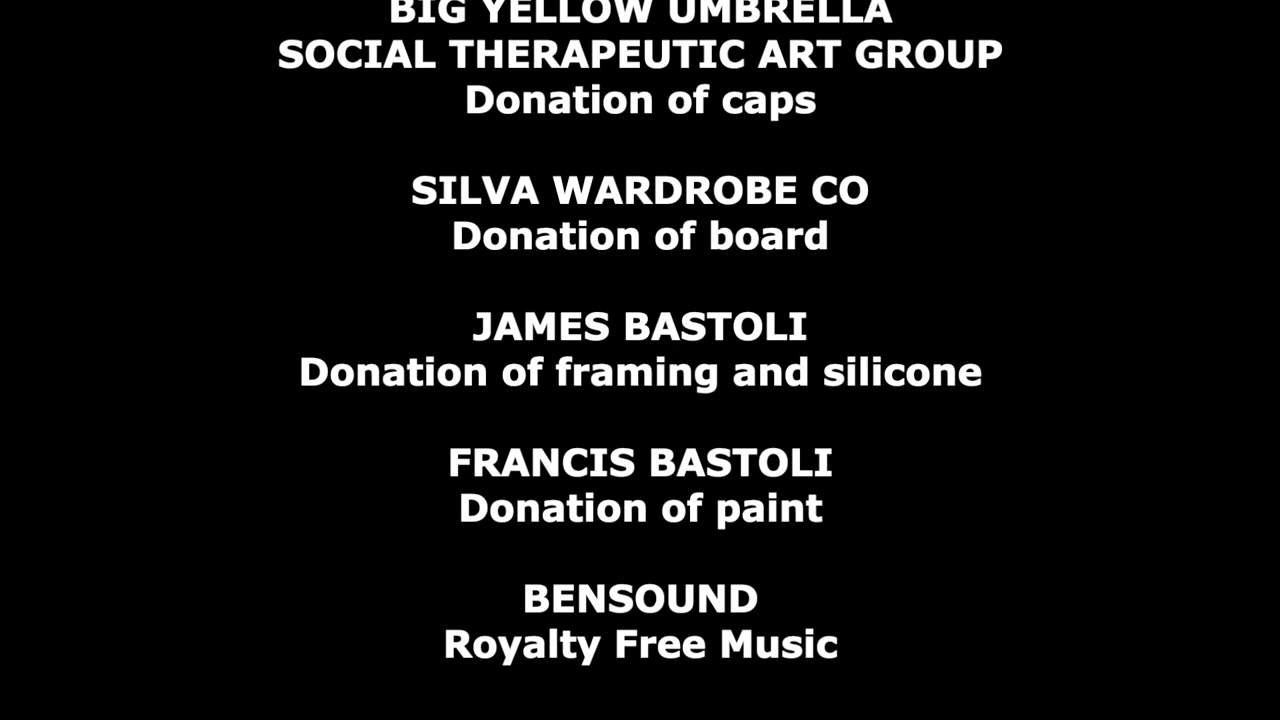 BIG YELLOW UMBRELLA
SOCIAL THERAPEUTIC ART GROUP
Donation of caps
SILVA WARDROBE CO
Donation of board
JAMES BASTOLI
Donation of framing and silicone
FRANCIS BASTOLI
Donation of paint
BENSOUND
Royalty Free Music